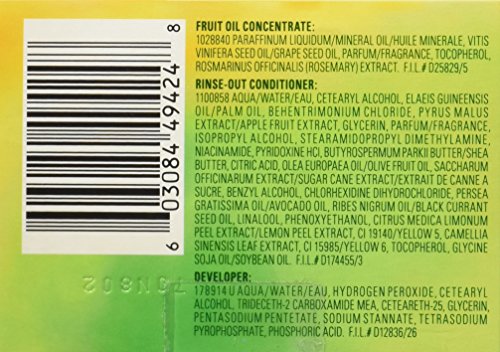 FRUIT OIL CONCENTRATE:
1028840 PARAFFINUM LIQUIDUM/MINERAL OIL/HUILE MINERALE, VITIS
VINIFERA SEED OIL/GRAPE SEED OIL, PARFUM/FRAGRANCE, TOCOPHEROL,
ROSMARINUS OFFICINALIS (ROSEMARY) EXTRACT. F.I.L.# D25829/5
RINSE-OUT CONDITIONER:
1100858 AQUA/WATER/EAU, CETEARYL ALCOHOL, ELAEIS GUINEENSIS
OIL/PALM OIL, BEHENTRIMONIUM CHLORIDE, PYRUS MALUS
EXTRACT/APPLE FRUIT EXTRACT, GLYCERIN, PARFUM/FRAGRANCE,
ISOPROPYL ALCOHOL, STEARAMIDOPROPYL DIMETHYLAMINE,
NIACINAMIDE, PYRIDOXINE HCI, BUTYROSPERMUM PARKII BUTTER/SHEA
BUTTER, CITRIC ACID, OLEA EUROPAEA OIL/OLIVE FRUIT OIL, SACCHARUM
OFFICINARUM EXTRACT/SUGAR CANE EXTRACT/EXTRAIT DE CANNE A
SUCRE, BENZYL ALCOHOL, CHLORHEXIDINE DIHYDROCHLORIDE, PERSEA
GRATISSIMA OIL/AVOCADO OIL, RIBES NIGRUM OIL/BLACK CURRANT
SEED OIL, LINALOOL, PHENOXYETHANOL, CITRUS MEDICA LIMONUM
PEEL EXTRACT/LEMON PEEL EXTRACT, CI 19140/YELLOW 5, CAMELLIA
SINENSIS LEAF EXTRACT, CI 15985/YELLOW 6, TOCOPHEROL, GLYCINE
SOJA OIL/SOYBEAN OIL. F.I.L.# D174455/3
DEVELOPER:
178914 U AQUA/WATER/EAU, HYDROGEN PEROXIDE, CETEARYL
ALCOHOL, TRIDECETH-2 CARBOXAMIDE MEA, CETEARETH-25, GLYCERIN,
PENTASODIUM PENTETATE, SODIUM STANNATE, TETRASODIUM
PYROPHOSPHATE, PHOSPHORIC ACID. F.I.L.# D12836/26
6 03084 49424 8